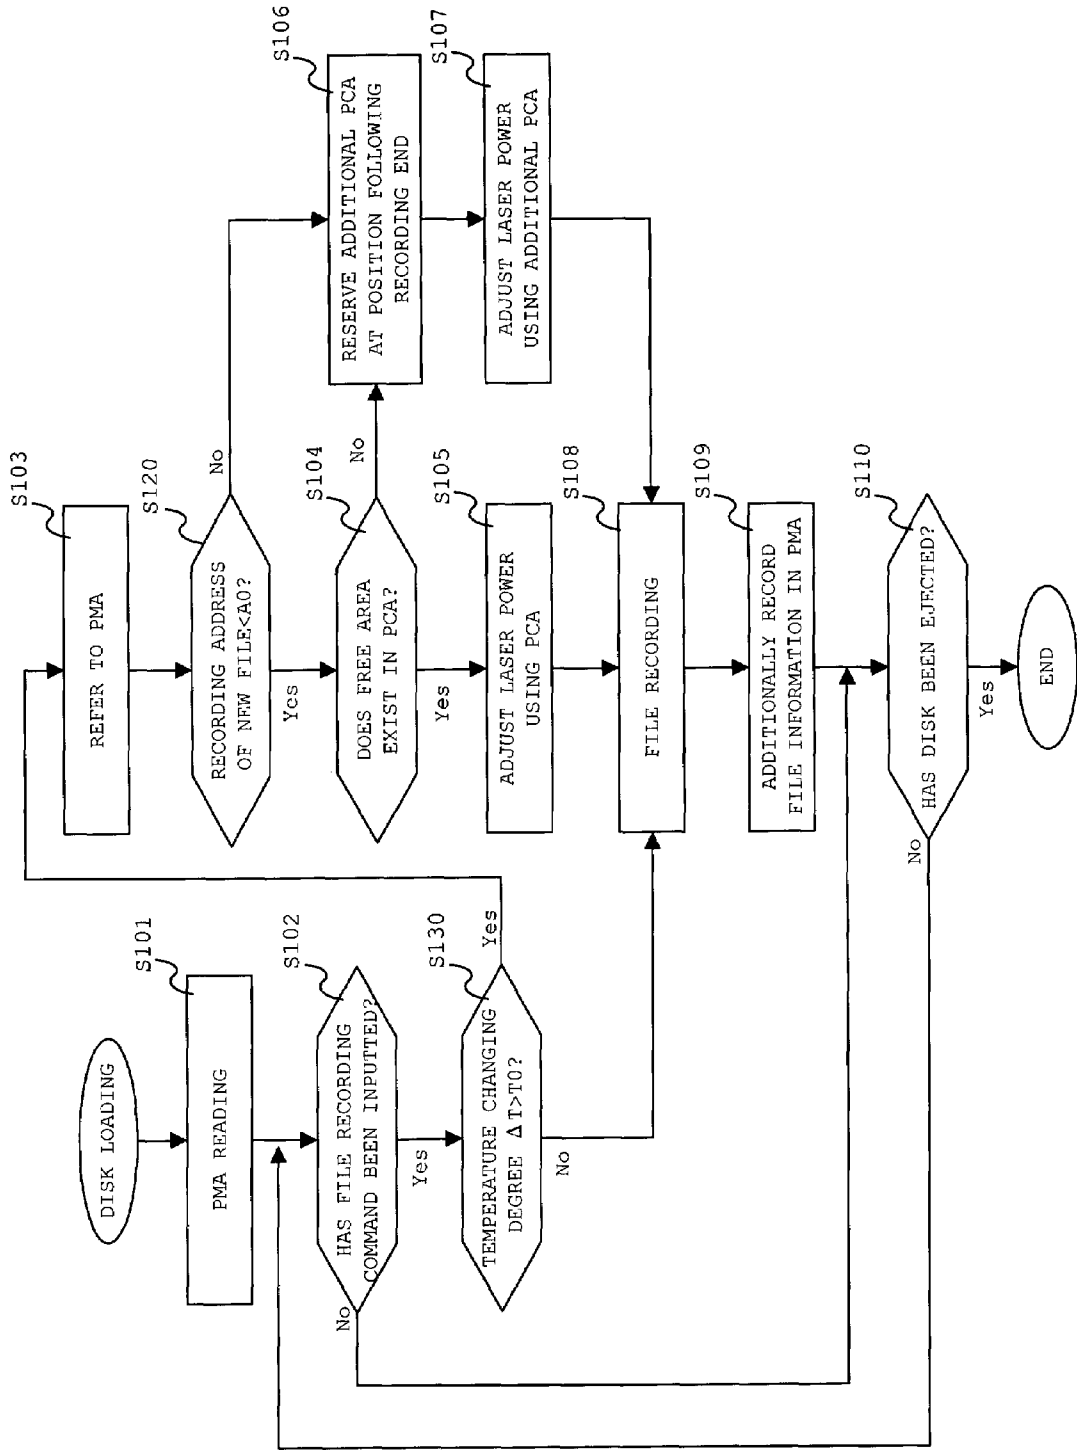 DISK LOADING
S101
PMA READING
S102
HAS FILE RECORDING
COMMAND BEEN INPUTTED?
No
Yes
S130
TEMPERATURE CHANGING
DEGREE ΔT>T0?
Yes
No
S103
REFER TO PMA
S120
RECORDING ADDRESS
OF NEW FILE<A0?
No
Yes
S104
DOES FREE AREA
EXIST IN PCA?
No
Yes
S105
ADJUST LASER POWER
USING PCA
S106
RESERVE ADDITIONAL PCA
AT POSITION FOLLOWING
RECORDING END
S107
ADJUST LASER POWER
USING ADDITIONAL PCA
S108
FILE RECORDING
S109
ADDITIONALLY RECORD
FILE INFORMATION IN PMA
S110
HAS DISK BEEN EJECTED?
No
Yes
END